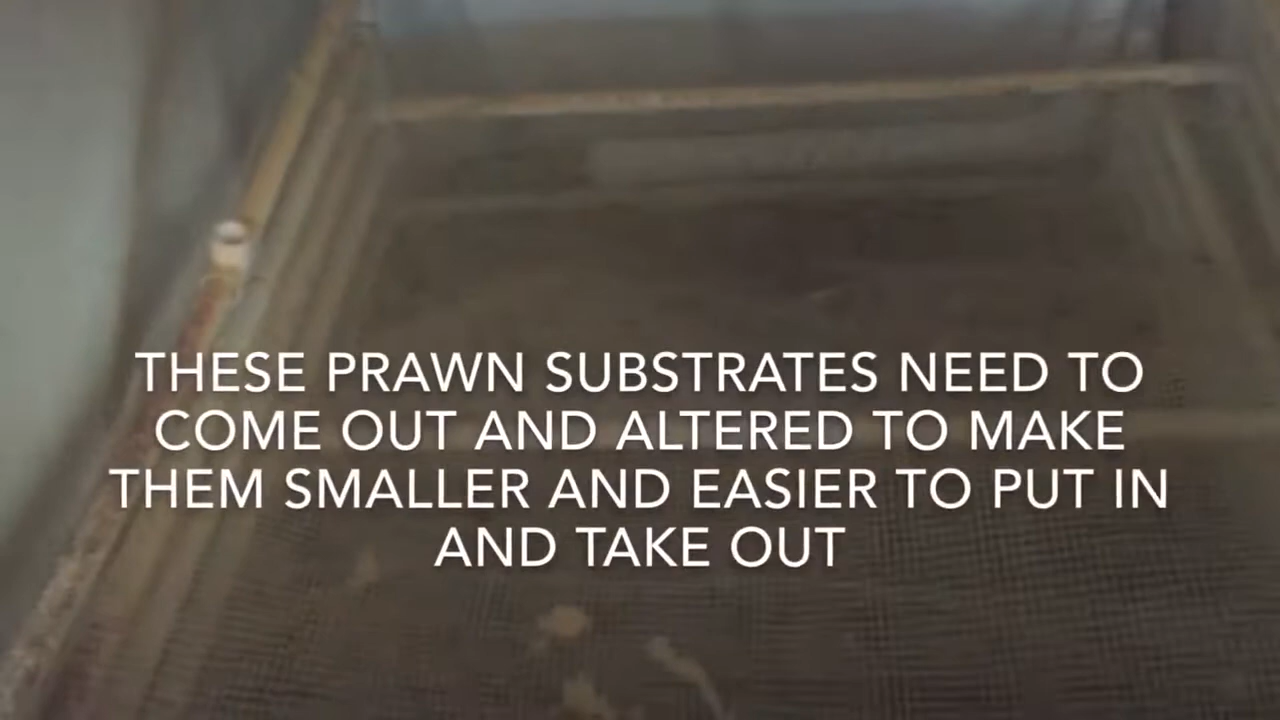 THESE PRAWN SUBSTRATES NEED TO
COME OUT AND ALTERED TO MAKE
THEM SMALLER AND EASIER TO PUT IN
AND TAKE OUT